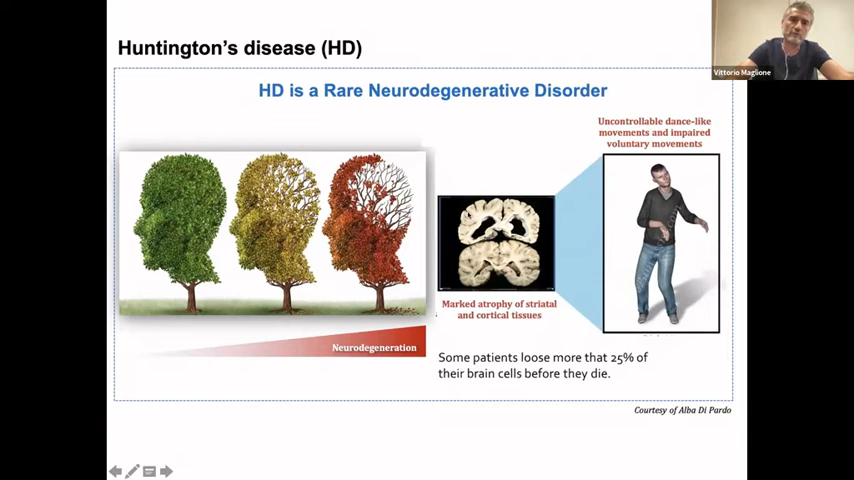 Huntington's disease (HD)
Vittorio Maglione
HD is a Rare Neurodegenerative Disorder
Uncontrollable dance-like
movements and impaired
voluntary movements
Marked atrophy of striatal
and cortical tissues
Neurodegeneration
Some patients loose more that 25% of
their brain cells before they die.
Courtesy of Alba Di Pardo